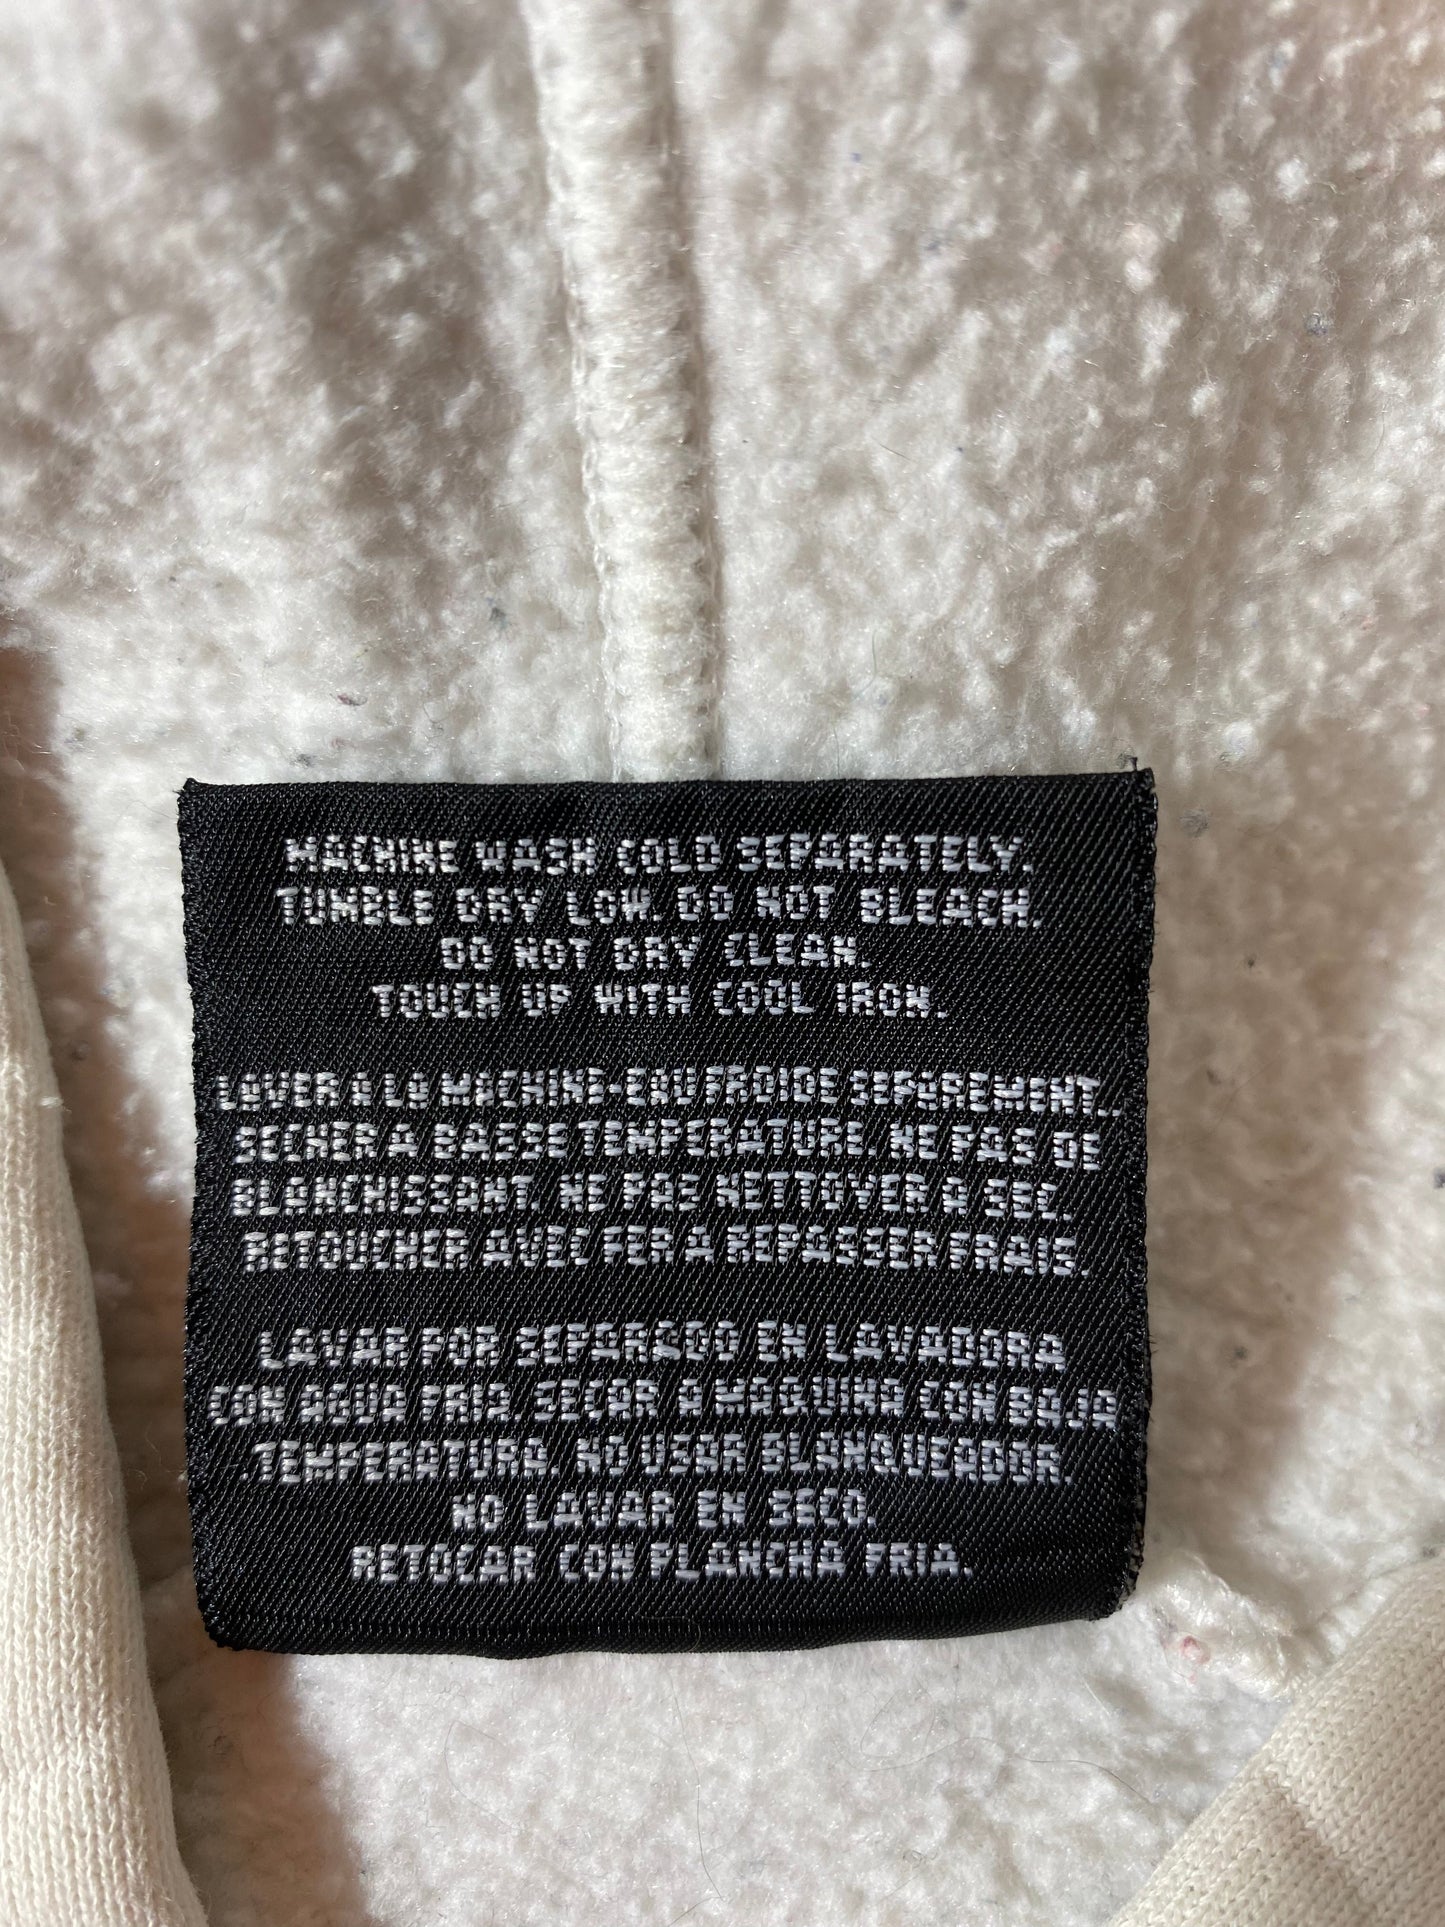 MACHINE WASH COLD SEPARATELY.
TUMBLE DRY LOW. DO NOT BLEACH.
DO NOT DRY CLEAN.
TOUCH UP WITH COOL IRON.
LAVER A LA MACHINE-EAUFROIDE SEPAREMENT..
SECHER A BASSE TEMPERATURE. NE PAS DE
BLANCHISSANT. NE PAS NETTOYER A SEC.
RETOUCHER AVEC FER A REPASSER FRAIS.
LAVAR POR SEPARADO EN LAVADORA
CON AGUA FRIA. SECAR A MAQUINA CON BAJA
.TEMPERATURA. NO USAR BLANQUEADOR.
NO LAVAR EN SECO.
RETOCAR CON PLANCHA FRIA.